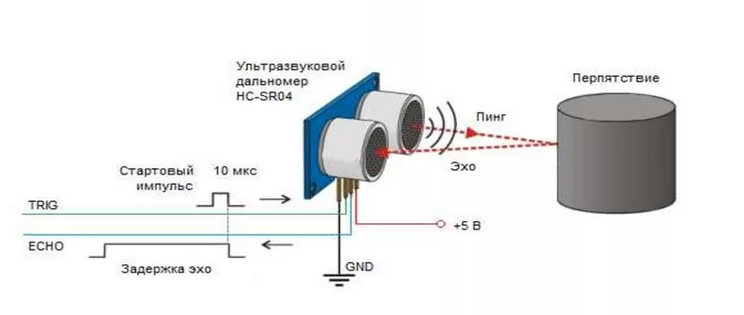 Ультразвуковой
дальномер
HC-SR04
Перпятствие
Пинг
Эхо
Стартовый
импульс
10 мкс
TRIG
+5 В
ECHO
Задержка эхо
GND